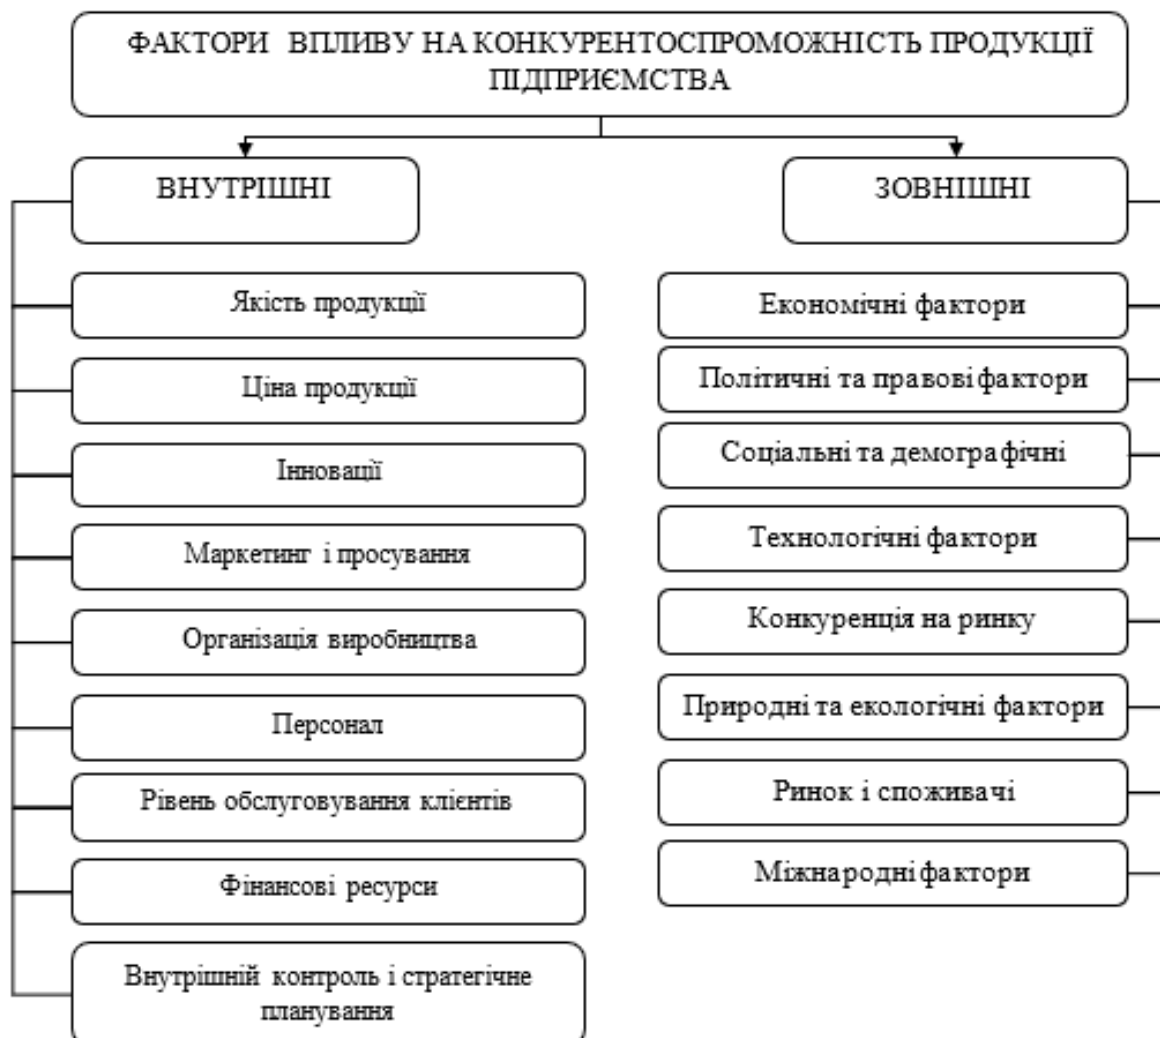 ФАКТОРИ ВПЛИВУ НА КОНКУРЕНТОСПРОМОЖНІСТЬ ПРОДУКЦІЇ
ПІДПРИЄМСТВА
ВНУТРІШНІ
Якість продукції
Ціна продукції
Інновації
Маркетинг і просування
Організація виробництва
Персонал
Рівень обслуговування клієнтів
Фінансові ресурси
Внутрішній контроль і стратегічне
планування
ЗОВНІШНІ
Економічні фактори
Політичні та правові фактори
Соціальні та демографічні
Технологічні фактори
Конкуренція на ринку
Природні та екологічні фактори
Ринок і споживачі
Міжнародні фактори